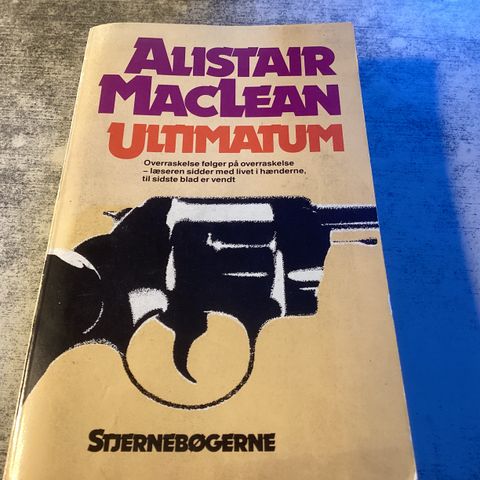 ALISTAIR
MACLEAN
ULTIMATUM
Overraskelse følger på overraskelse
– læseren sidder med livet i hænderne,
til sidste blad er vendt
STJERNEBØGERNE